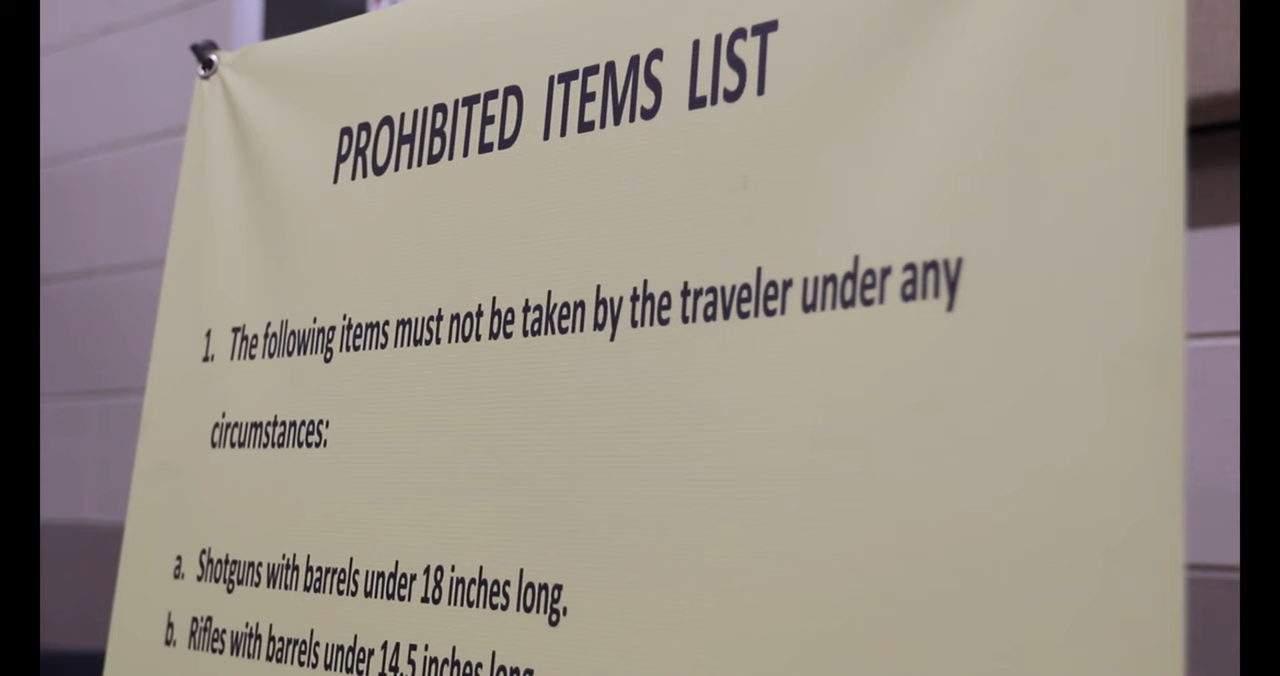 PROHIBITED ITEMS LIST
1. The following items must not be taken by the traveler under any
circumstances:
a. Shotguns with barrels under 18 inches long.
b. Rifles with barrels under 14.5 inches long